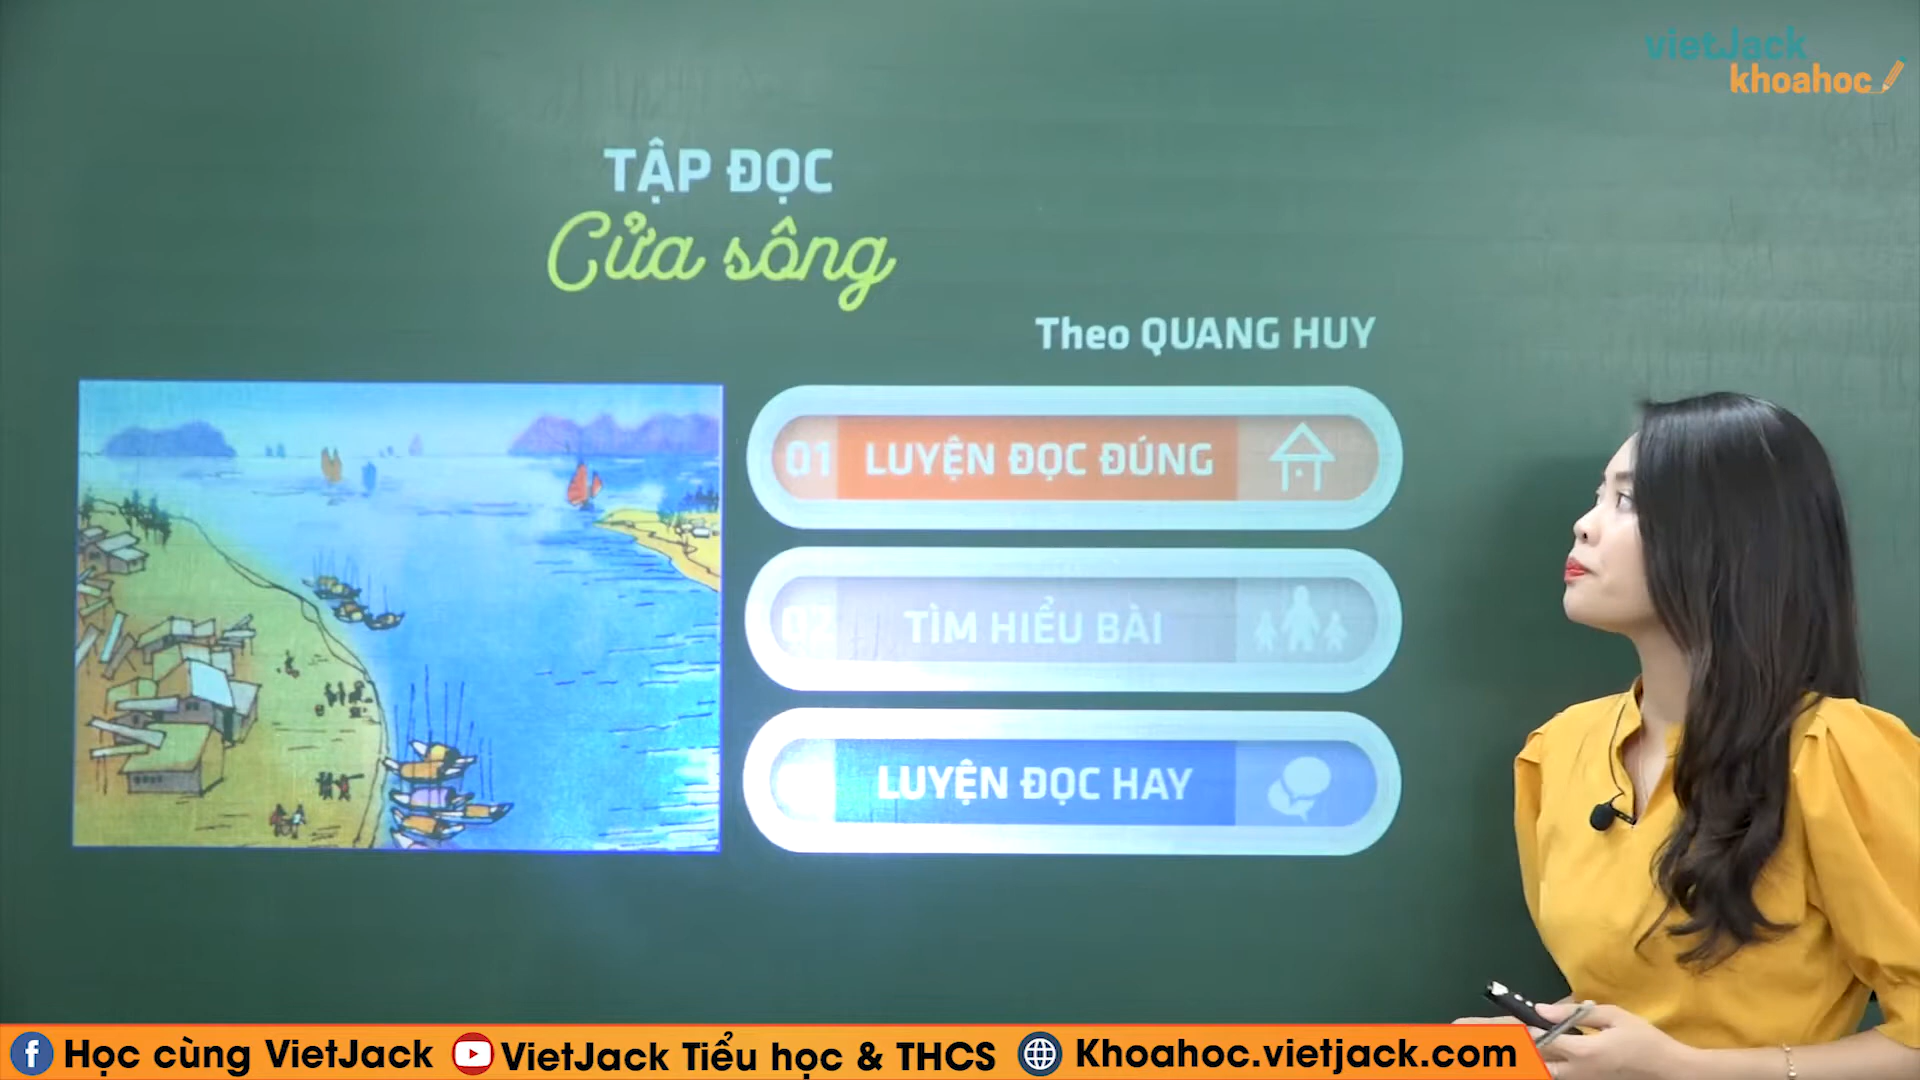 vietJack
khoahoc
TẬP ĐỌC
Cửa sông
Theo QUANG HUY
01 LUYỆN ĐỌC ĐÚNG
02 TÌM HIỂU BÀI
LUYỆN ĐỌC HAY
Học cùng VietJack VietJack Tiểu học & THCS Khoahoc.vietjack.com